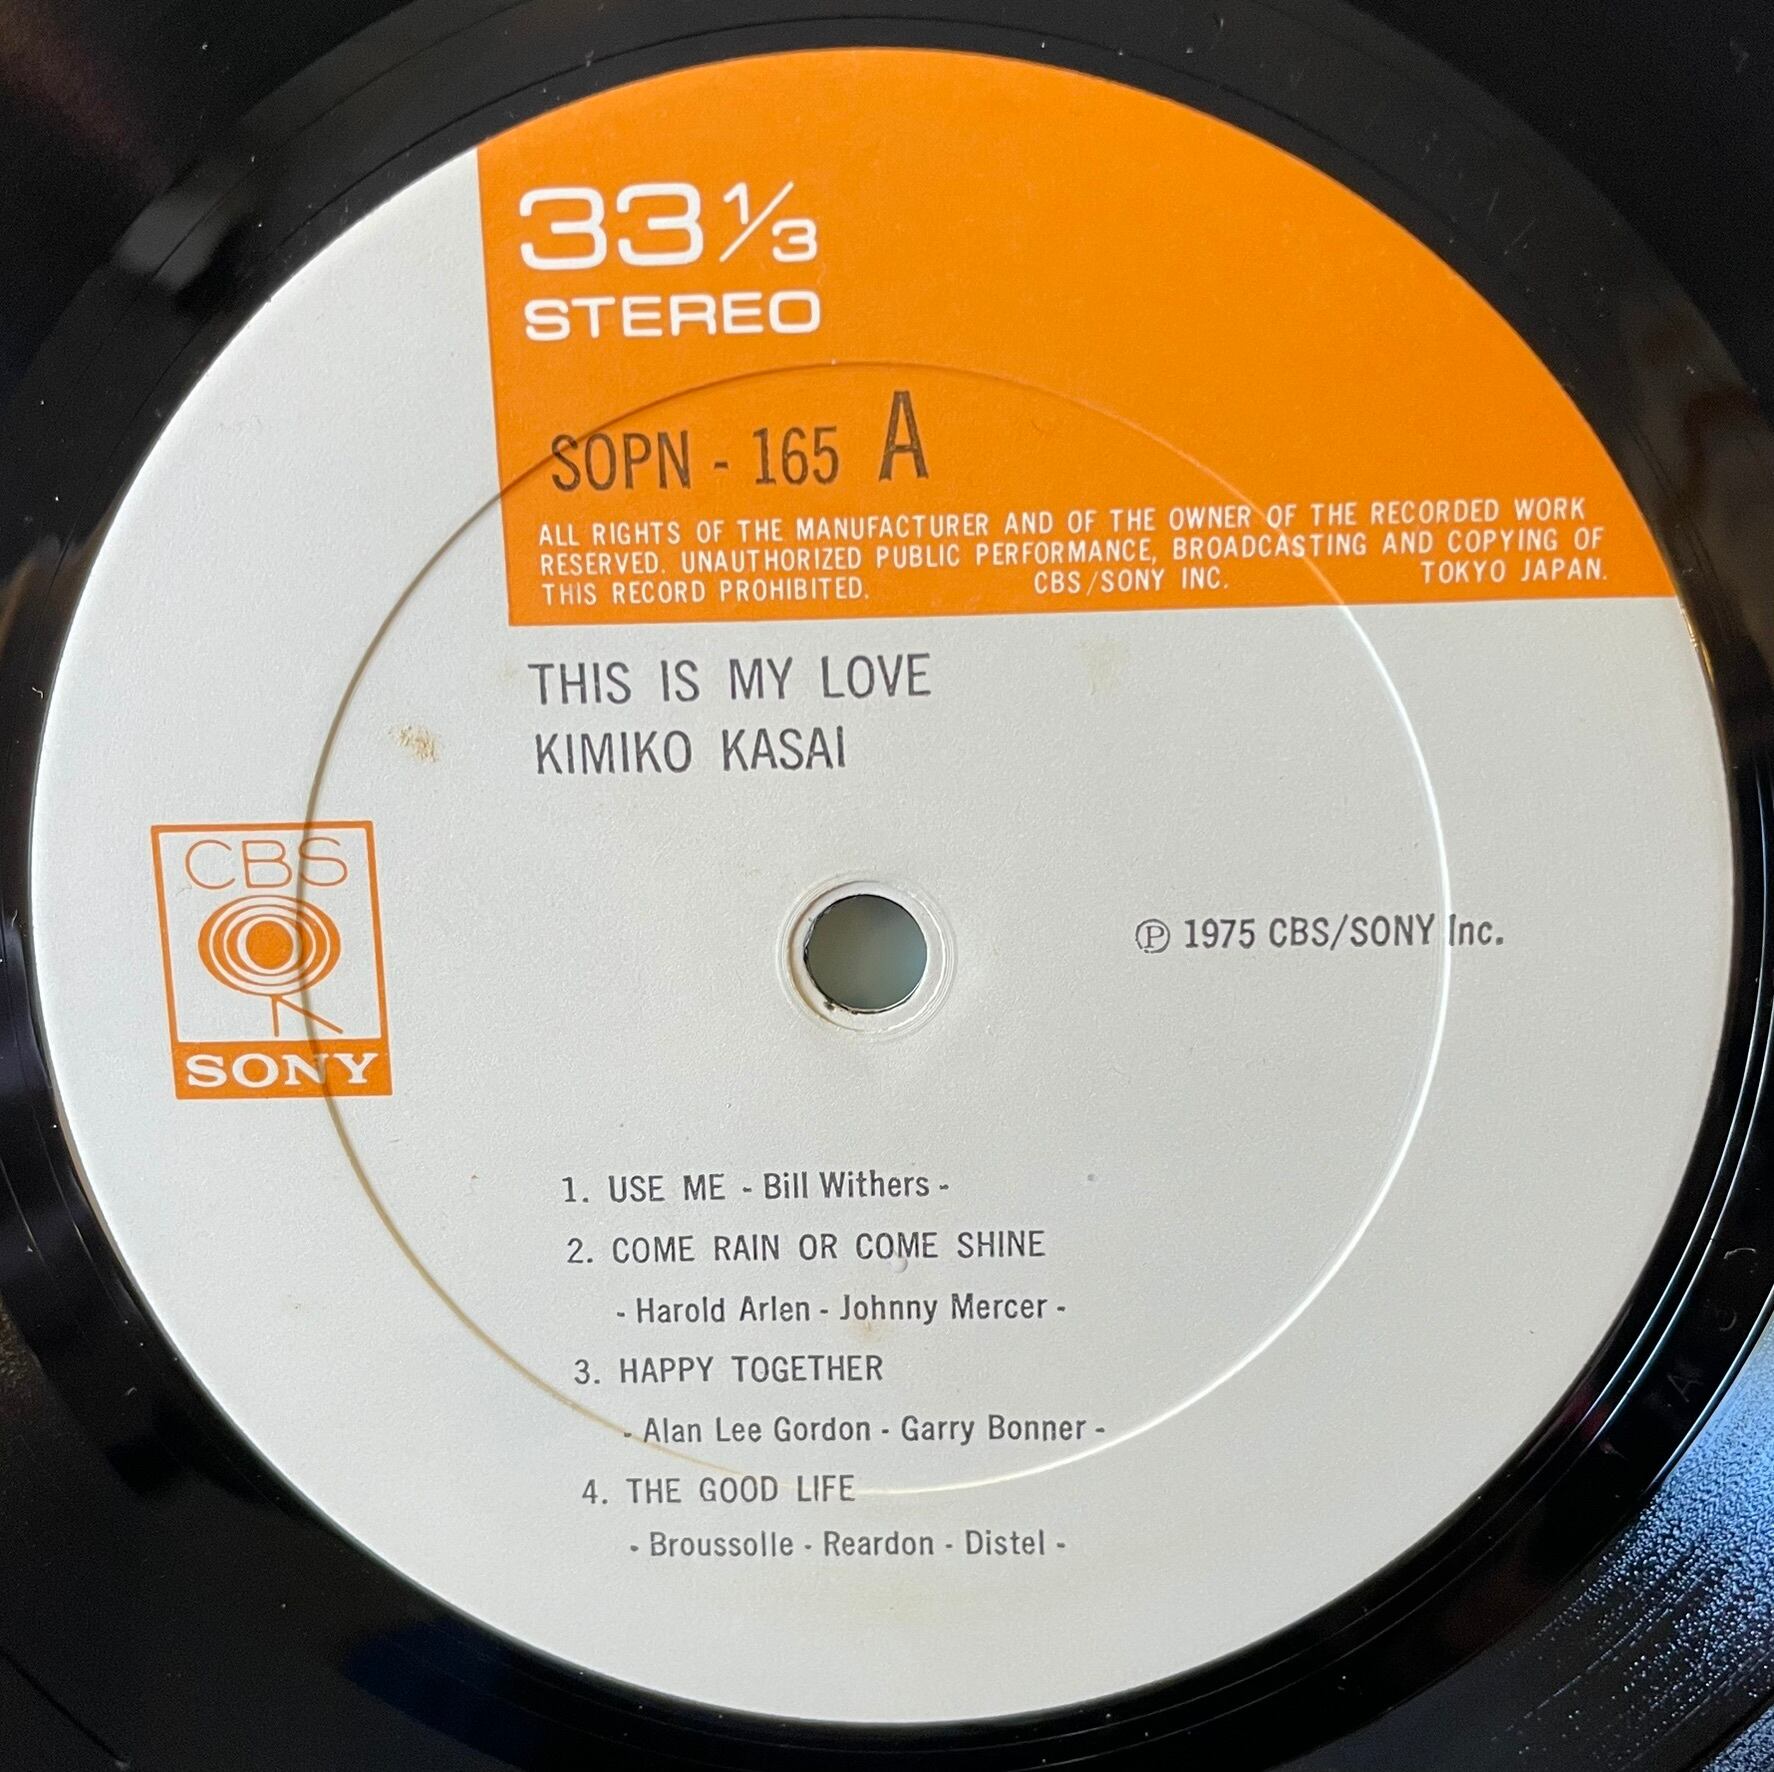 33 1/3
STEREO
SOPN - 165 A
ALL RIGHTS OF THE MANUFACTURER AND OF THE OWNER OF THE RECORDED WORK
RESERVED. UNAUTHORIZED PUBLIC PERFORMANCE, BROADCASTING AND COPYING OF
THIS RECORD PROHIBITED. CBS/SONY INC. TOKYO JAPAN.
THIS IS MY LOVE
KIMIKO KASAI
CBS
SONY
Ⓟ 1975 CBS/SONY Inc.
1. USE ME - Bill Withers -
2. COME RAIN OR COME SHINE
- Harold Arlen - Johnny Mercer -
3. HAPPY TOGETHER
- Alan Lee Gordon - Garry Bonner -
4. THE GOOD LIFE
- Broussolle - Reardon - Distel -